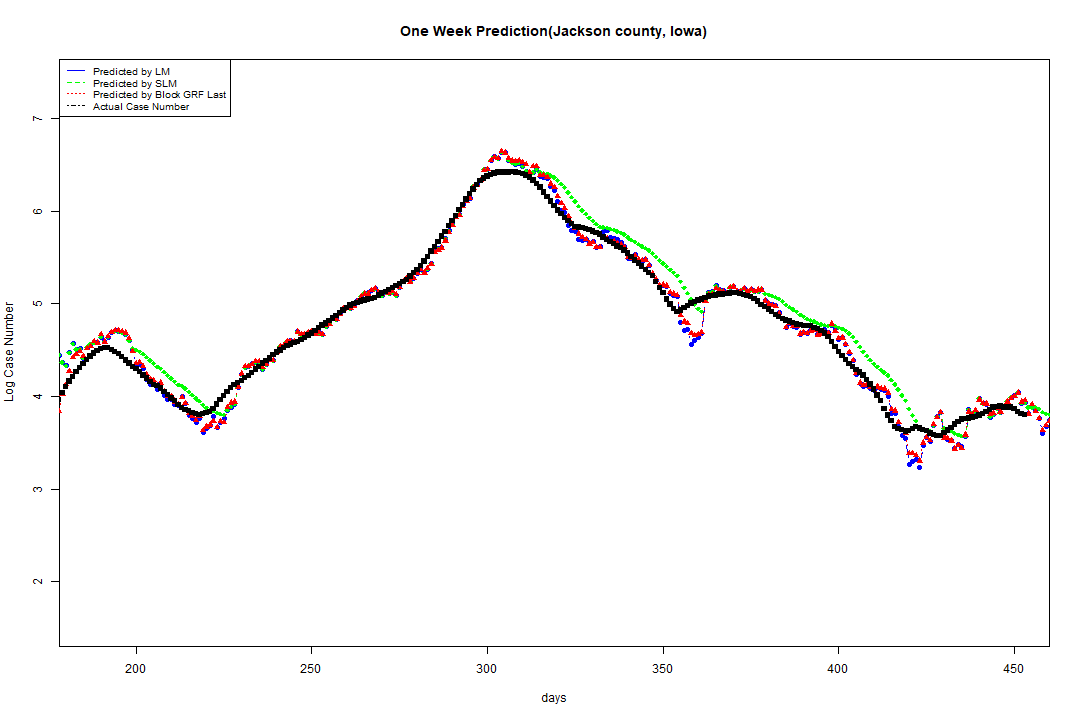 One Week Prediction(Jackson county, Iowa)
Predicted by LM
Predicted by SLM
Predicted by Block GRF Last
Actual Case Number
Log Case Number
7
6
5
4
3
2
200 250 300 350 400 450
days